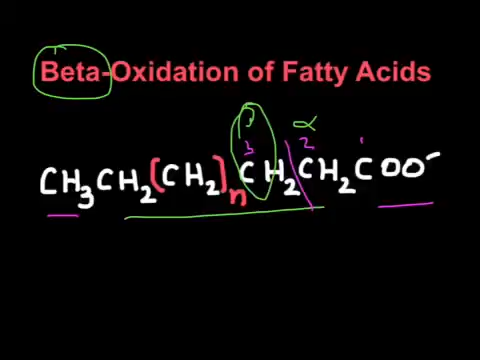 Beta-Oxidation of Fatty Acids
β α
3 2 1
CH₃CH₂(CH₂)ₙCH₂CH₂COO⁻